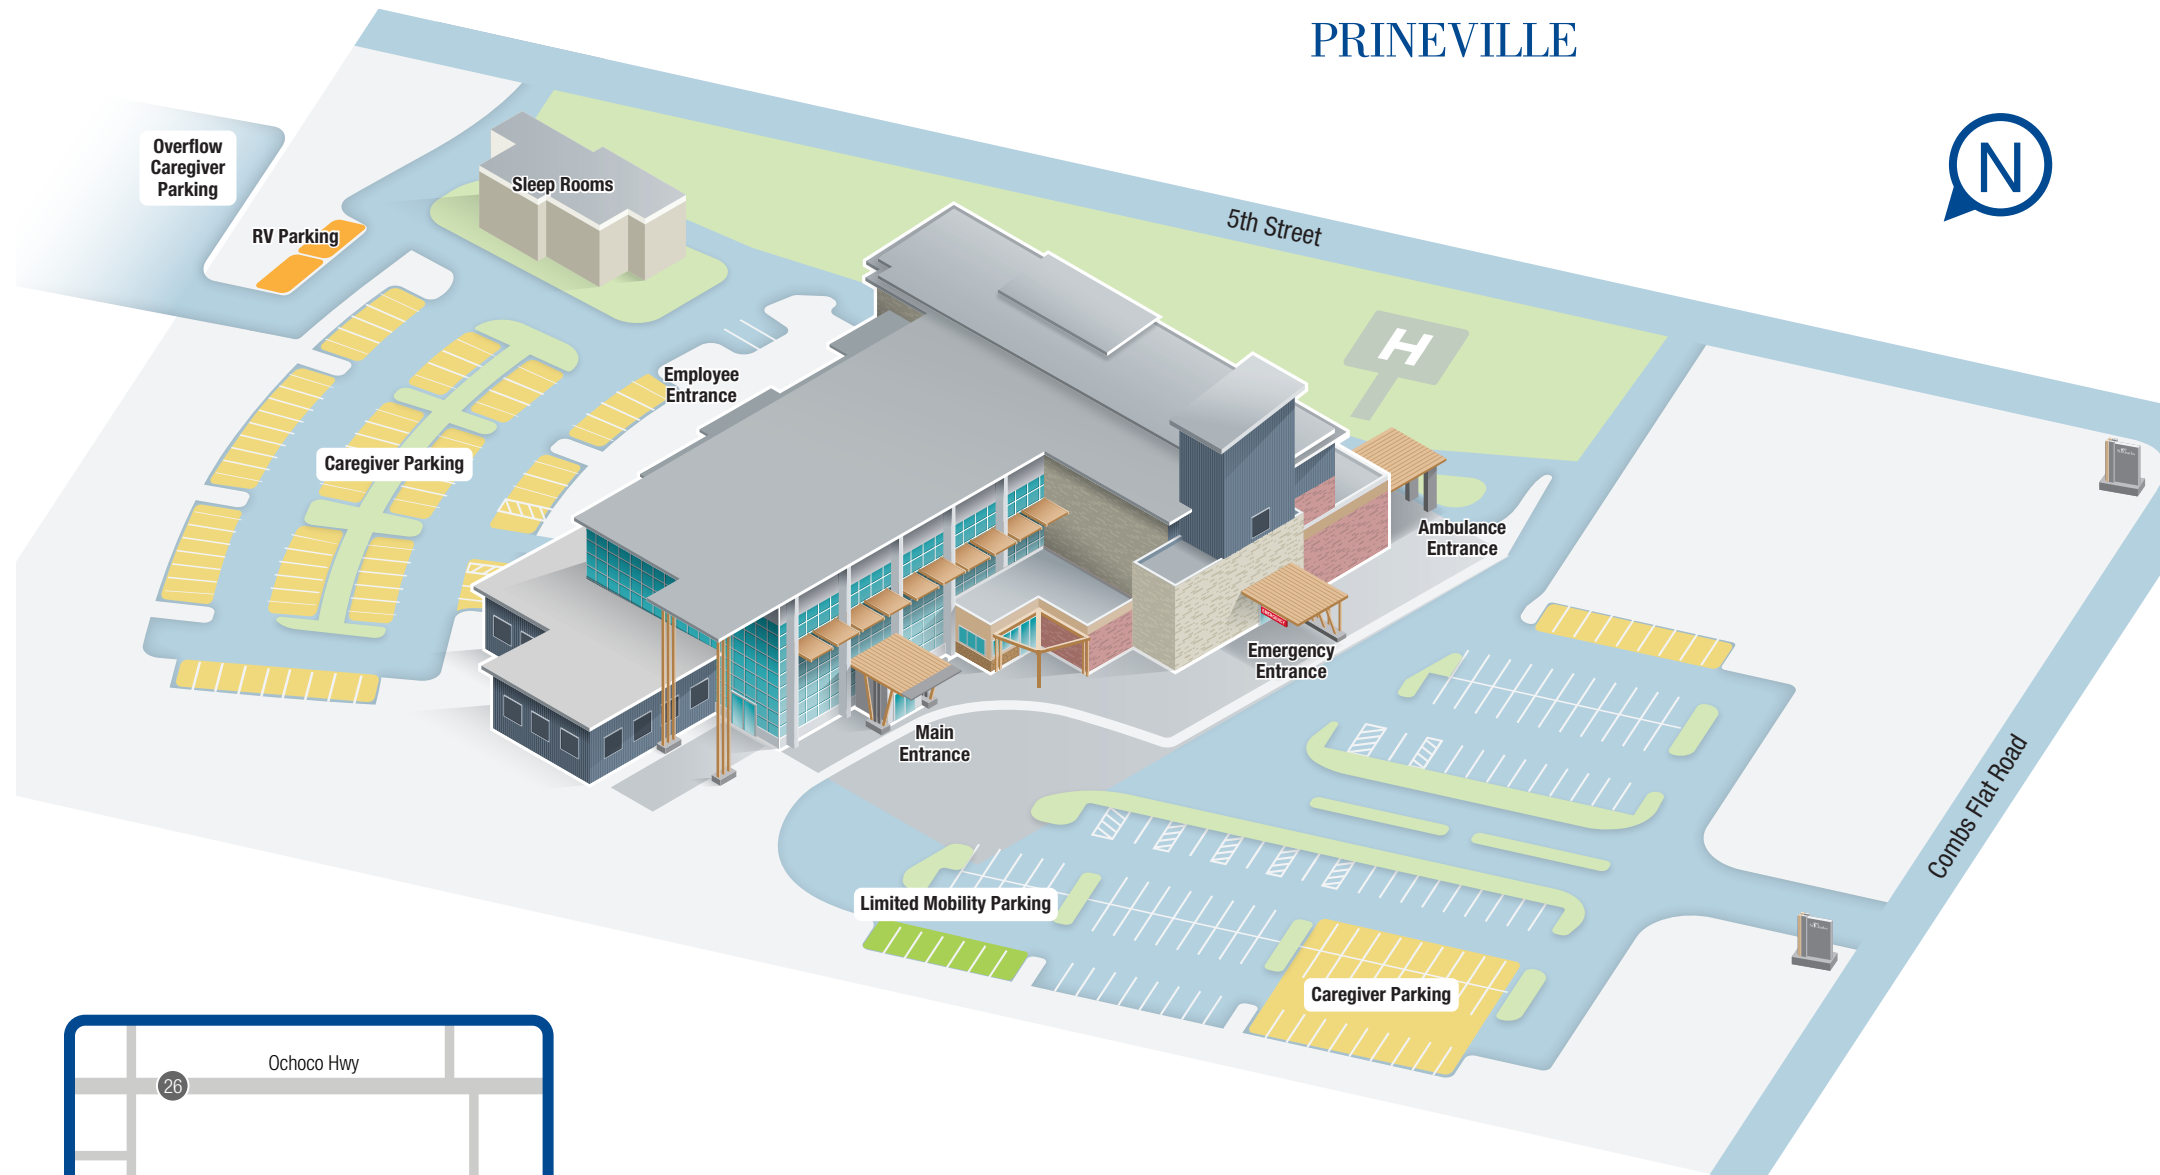 PRINEVILLE
N
Overflow
Caregiver
Parking
Sleep Rooms
RV Parking
5th Street
H
Employee
Entrance
Caregiver Parking
Ambulance
Entrance
EMERGENCY
Emergency
Entrance
Main
Entrance
Combs Flat Road
Limited Mobility Parking
Caregiver Parking
Ochoco Hwy
26